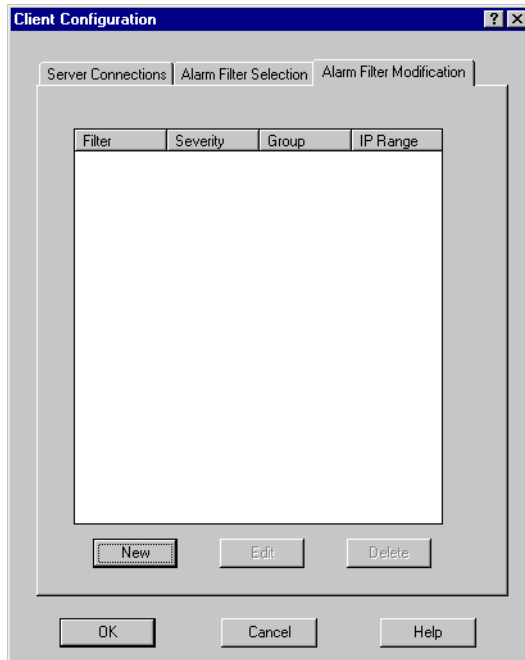 Client Configuration
Server Connections Alarm Filter Selection Alarm Filter Modification
Filter Severity Group IP Range
New Edit Delete
OK Cancel Help